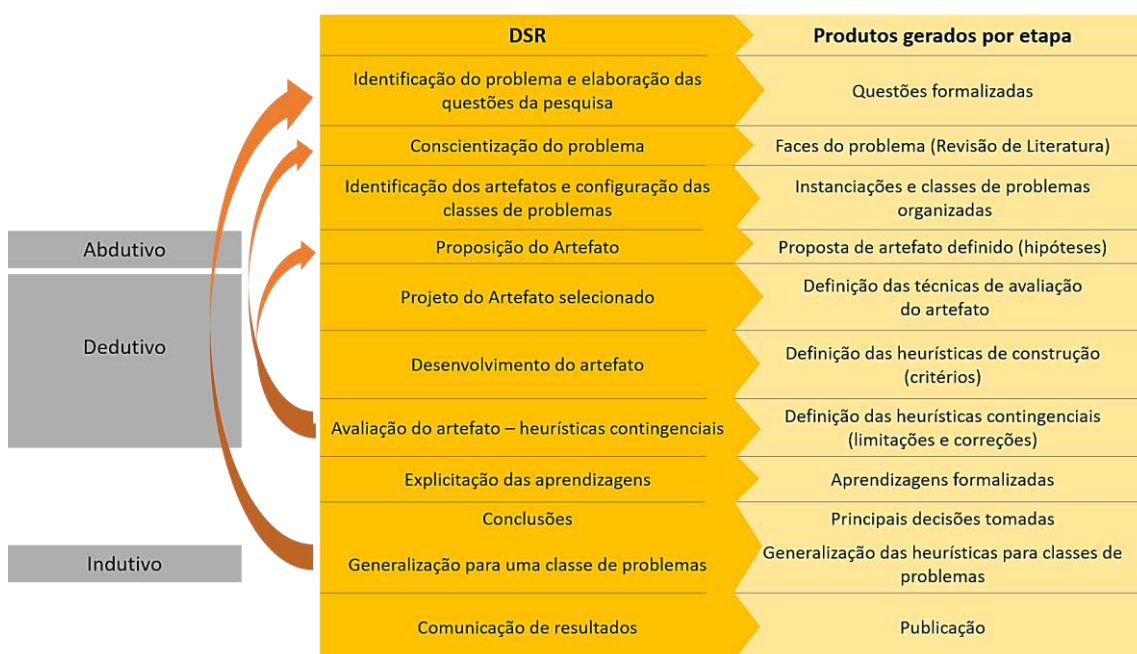 DSR
Produtos gerados por etapa
Identificação do problema e elaboração das
questões da pesquisa
Questões formalizadas
Conscientização do problema
Faces do problema (Revisão de Literatura)
Identificação dos artefatos e configuração das
classes de problemas
Instanciações e classes de problemas
organizadas
Abdutivo
Proposição do Artefato
Proposta de artefato definido (hipóteses)
Dedutivo
Projeto do Artefato selecionado
Definição das técnicas de avaliação
do artefato
Desenvolvimento do artefato
Definição das heurísticas de construção
(critérios)
Avaliação do artefato – heurísticas contingenciais
Definição das heurísticas contingenciais
(limitações e correções)
Explicitação das aprendizagens
Aprendizagens formalizadas
Conclusões
Principais decisões tomadas
Indutivo
Generalização para uma classe de problemas
Generalização das heurísticas para classes de
problemas
Comunicação de resultados
Publicação